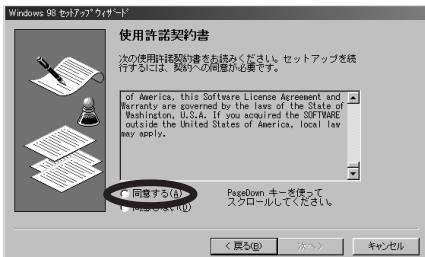 Windows 98 ｾｯﾄｱｯﾌﾟ ｳｨｻﾞｰﾄﾞ
使用許諾契約書
次の使用許諾契約書をお読みください。セットアップを続
行するには、契約への同意が必要です。
of America, this Software License Agreement and
Warranty are governed by the laws of the State of
Washington, U.S.A. If you acquired the SOFTWARE
outside the United States of America, local law
may apply.
同意する(A)
同意しない(D)
PageDown キーを使って
スクロールしてください。
< 戻る(B)
次へ >
キャンセル